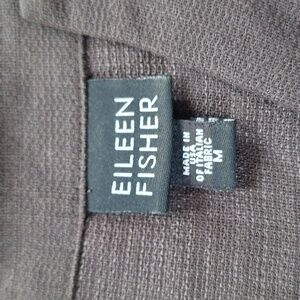 EILEEN
FISHER
MADE IN
USA
OF ITALIAN
FABRIC
M